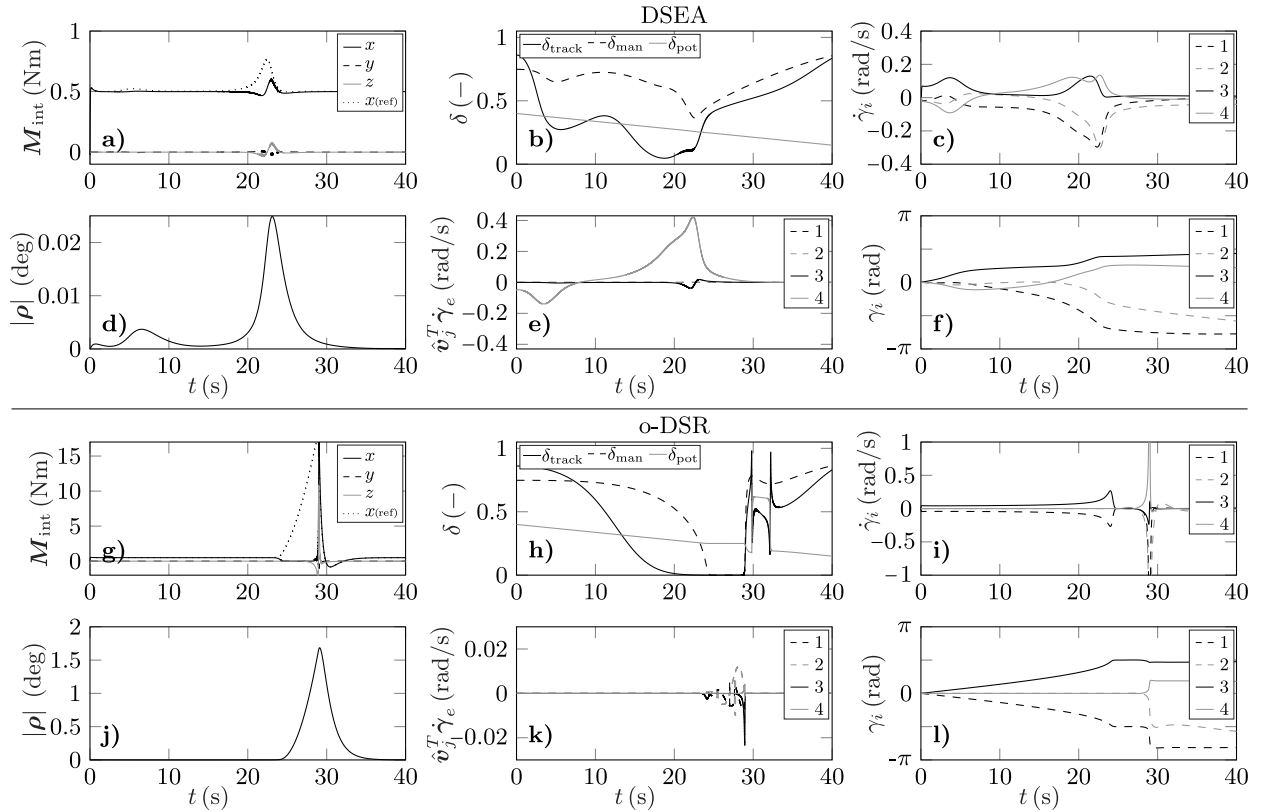 DSEA
M_int (Nm)
1
0.5
0
x
y
z
x(ref)
a)
0 10 20 30 40
δ (−)
1
0.5
0
δ_track δ_man δ_pot
b)
0 10 20 30 40
γ̇_i (rad/s)
0.4
0.2
0
−0.2
−0.4
1
2
3
4
c)
0 10 20 30 40
|ρ| (deg)
0.02
0.01
0
d)
0 10 20 30 40
t (s)
v̂_j^T γ̇_e (rad/s)
0.4
0.2
0
−0.2
−0.4
1
2
3
4
e)
0 10 20 30 40
t (s)
γ_i (rad)
π
0
−π
1
2
3
4
f)
0 10 20 30 40
t (s)
o-DSR
M_int (Nm)
15
10
5
0
x
y
z
x(ref)
g)
0 10 20 30 40
δ (−)
1
0.5
0
δ_track δ_man δ_pot
h)
0 10 20 30 40
γ̇_i (rad/s)
1
0.5
0
−0.5
−1
1
2
3
4
i)
0 10 20 30 40
|ρ| (deg)
2
1.5
1
0.5
0
j)
0 10 20 30 40
t (s)
v̂_j^T γ̇_e (rad/s)
0.02
0
−0.02
1
2
3
4
k)
0 10 20 30 40
t (s)
γ_i (rad)
π
0
−π
1
2
3
4
l)
0 10 20 30 40
t (s)